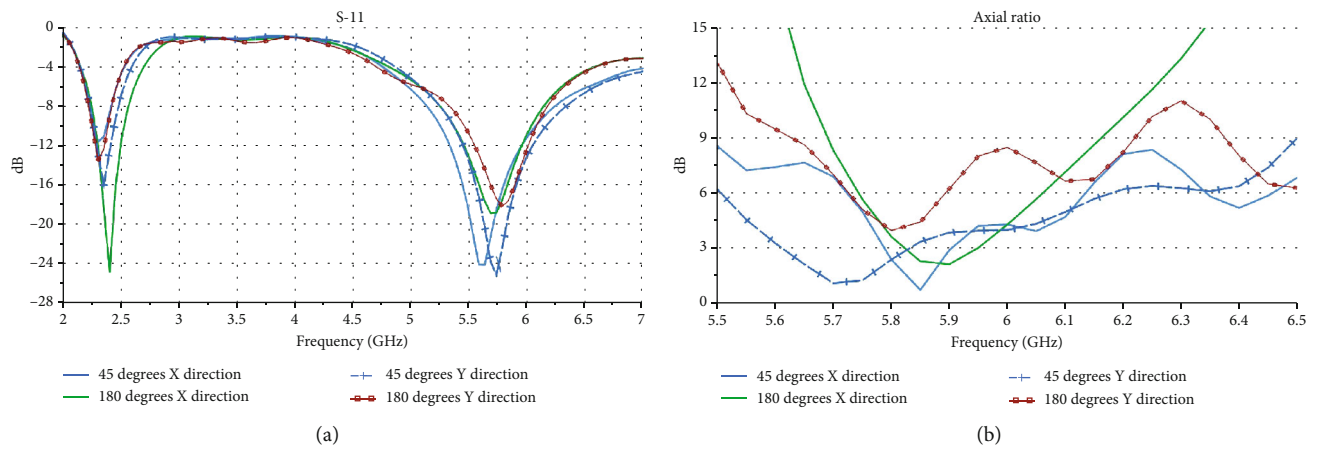 S-11
0
−4
−8
−12
−16
−20
−24
−28
dB
2
2.5
3
3.5
4
4.5
5
5.5
6
6.5
7
Frequency (GHz)
45 degrees X direction
180 degrees X direction
45 degrees Y direction
180 degrees Y direction
(a)
Axial ratio
15
12
9
6
3
0
dB
5.5
5.6
5.7
5.8
5.9
6
6.1
6.2
6.3
6.4
6.5
Frequency (GHz)
45 degrees X direction
180 degrees X direction
45 degrees Y direction
180 degrees Y direction
(b)